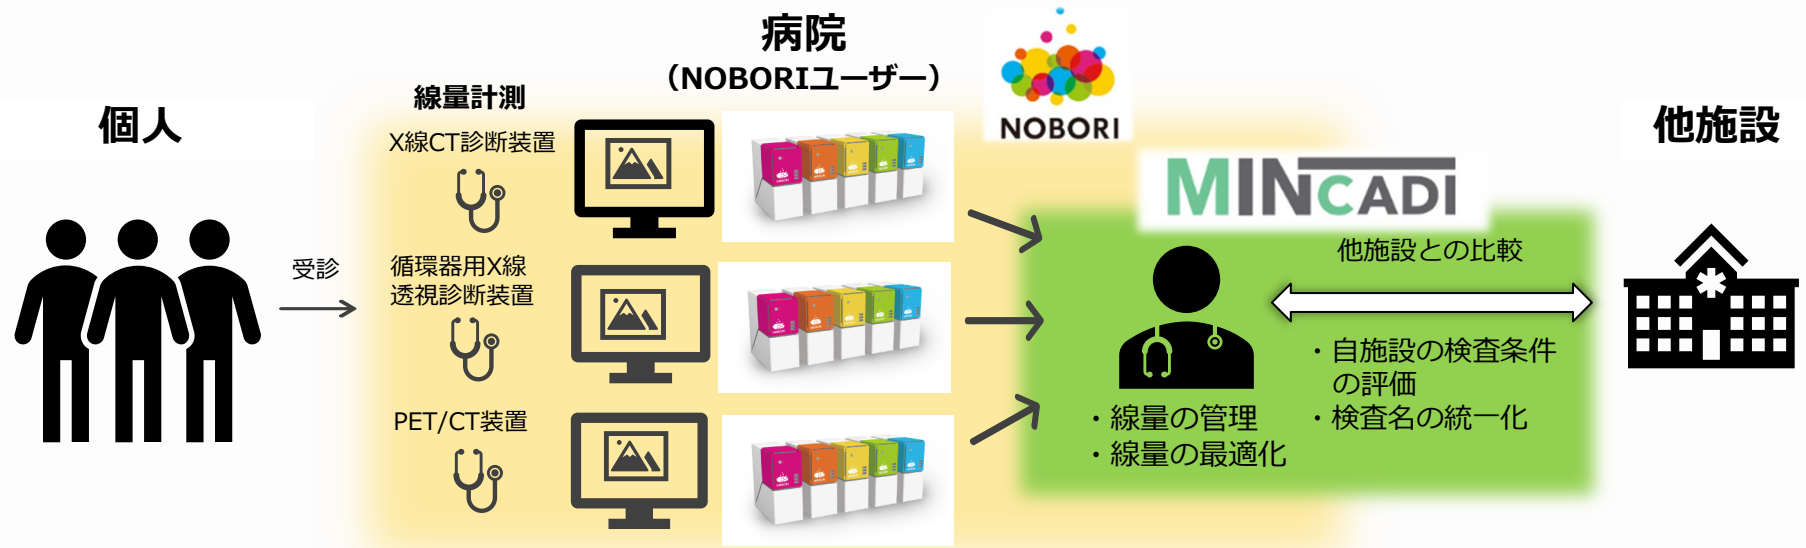 個人
受診
線量計測
X線CT診断装置
循環器用X線
透視診断装置
PET/CT装置
病院
（NOBORIユーザー）
NOBORI
MINCADI
他施設との比較
・線量の管理
・線量の最適化
・自施設の検査条件
の評価
・検査名の統一化
他施設